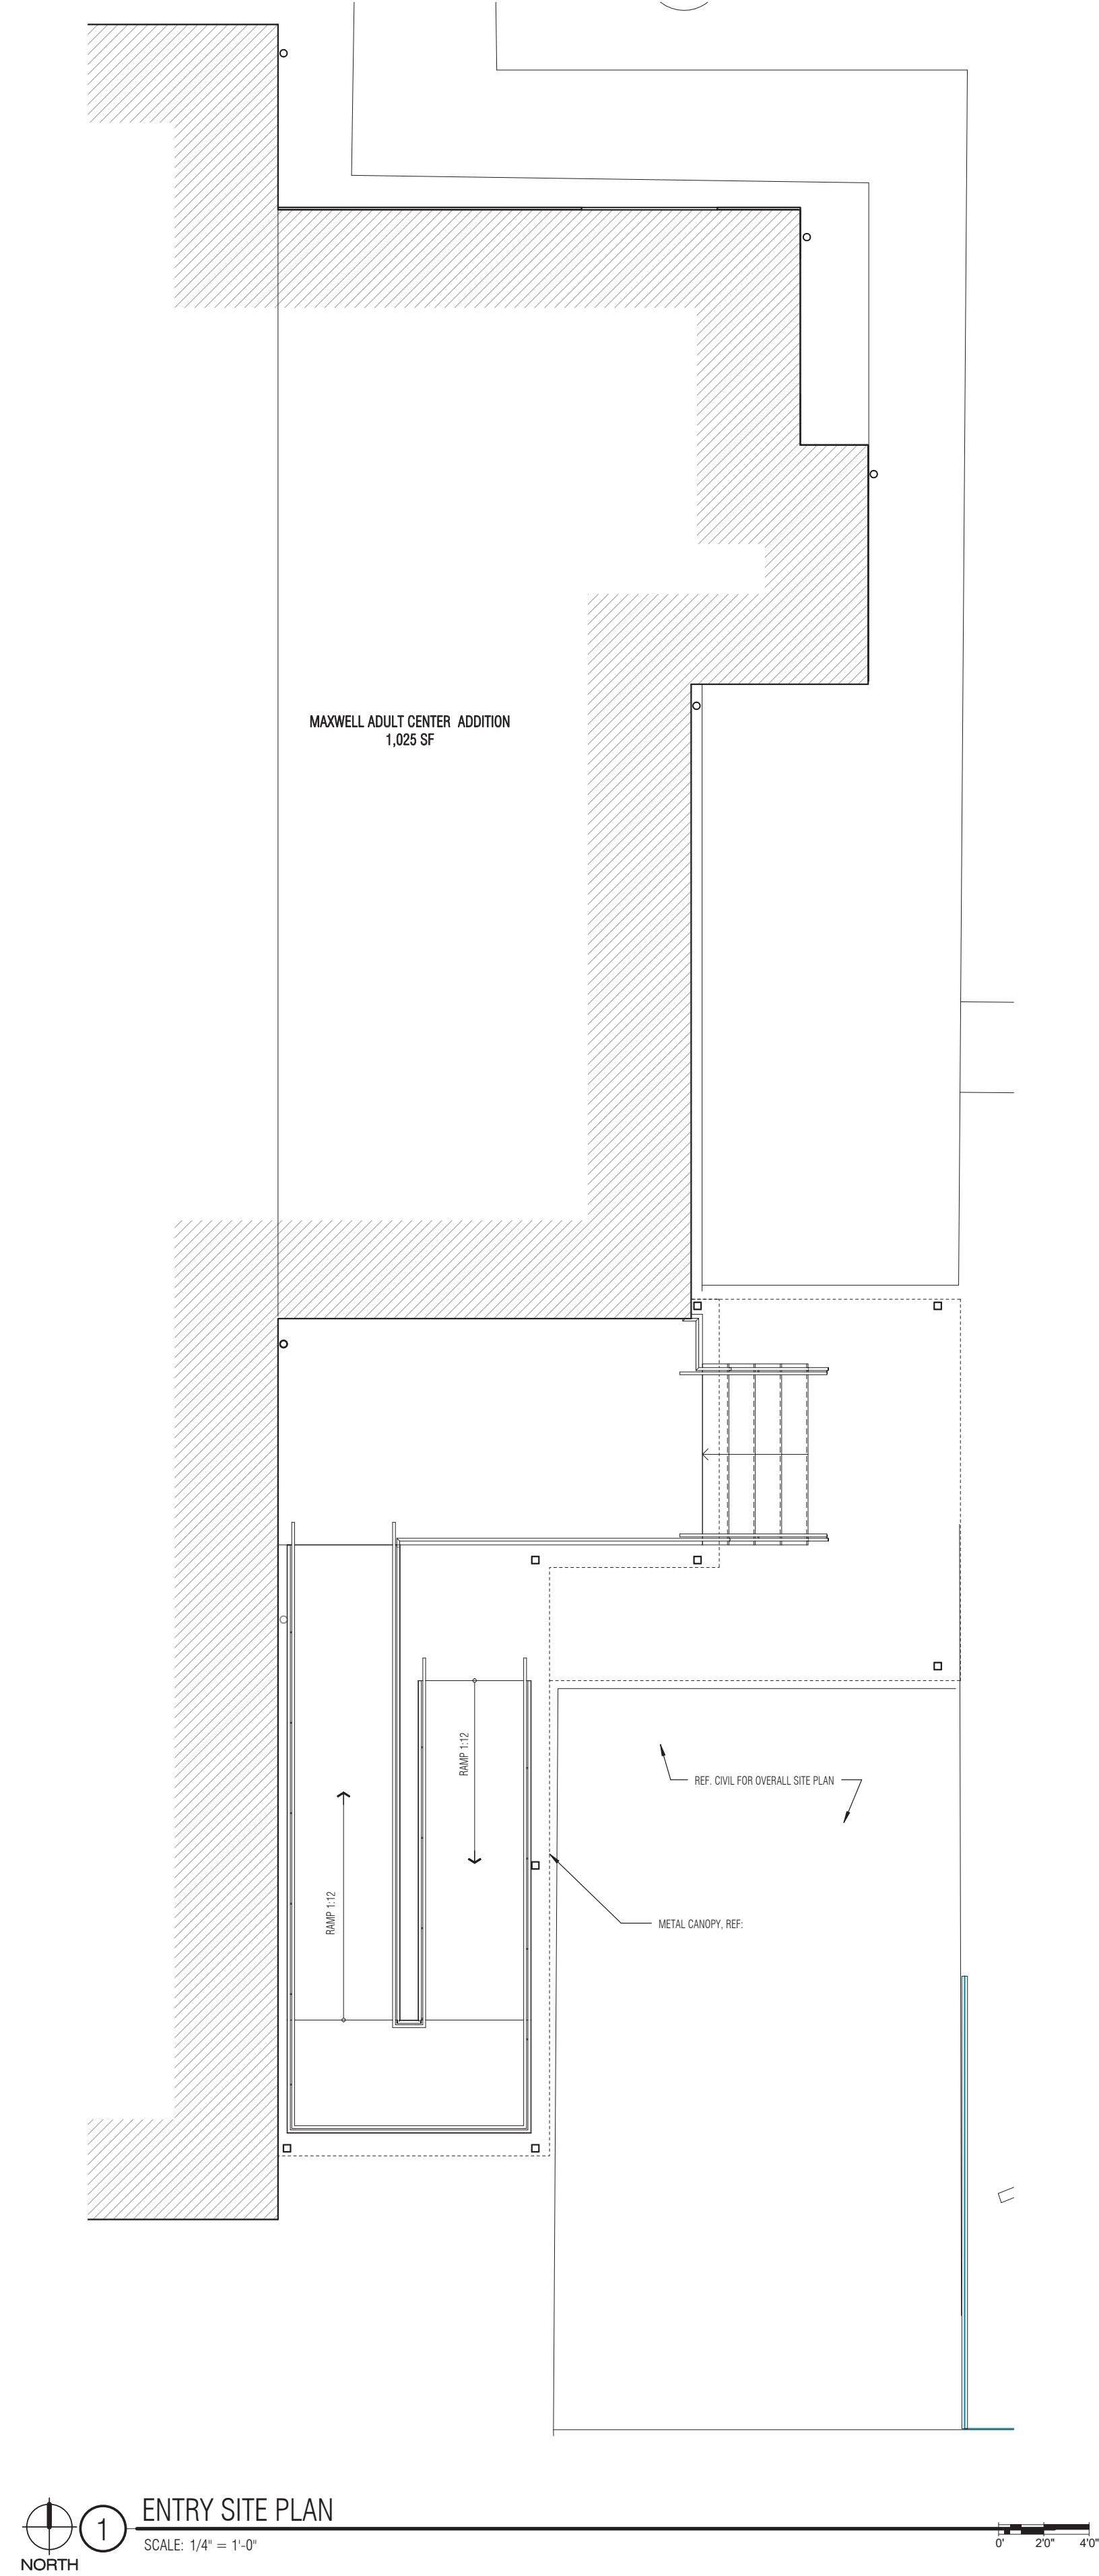 MAXWELL ADULT CENTER ADDITION
1,025 SF
RAMP 1:12
RAMP 1:12
REF. CIVIL FOR OVERALL SITE PLAN
METAL CANOPY, REF:
1
ENTRY SITE PLAN
SCALE: 1/4" = 1'-0"
NORTH
0' 2'0" 4'0"